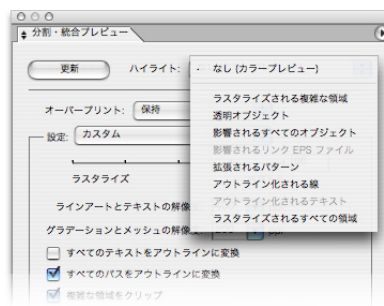 分割・統合プレビュー
更新
ハイライト:
・ なし (カラープレビュー)
ラスタライズされる複雑な領域
透明オブジェクト
影響されるすべてのオブジェクト
影響されるリンク EPS ファイル
拡張されるパターン
アウトライン化される線
アウトライン化されるテキスト
ラスタライズされるすべての領域
オーバープリント: 保持
設定: カスタム
ラスタライズ
ラインアートとテキストの解像
グラデーションとメッシュの解像
すべてのテキストをアウトラインに変換
すべてのパスをアウトラインに変換
複雑な領域をクリップ